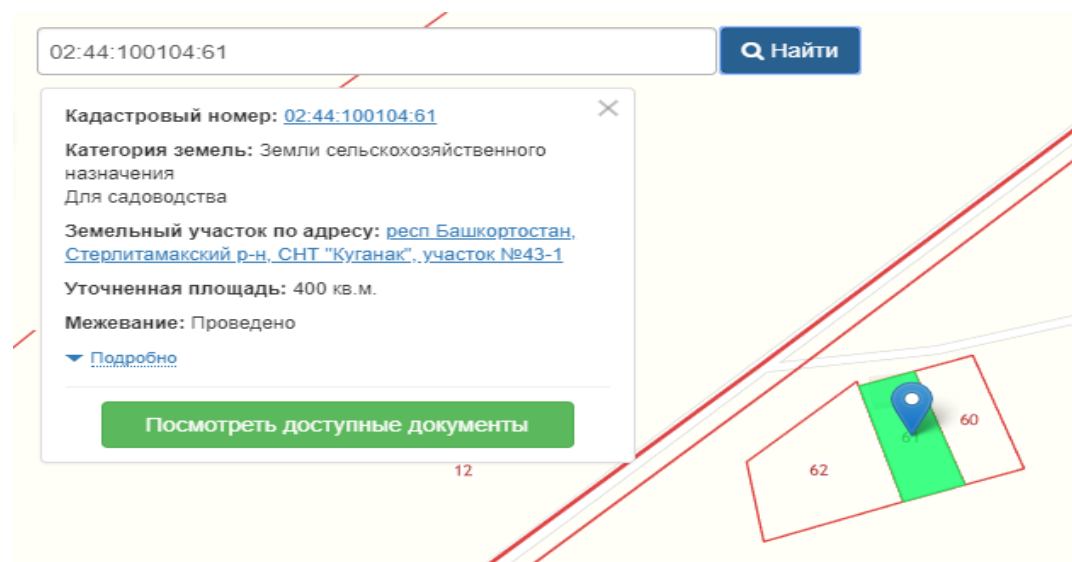 02:44:100104:61
Найти
Кадастровый номер: 02:44:100104:61
Категория земель: Земли сельскохозяйственного
назначения
Для садоводства
Земельный участок по адресу: респ Башкортостан,
Стерлитамакский р-н, СНТ "Куганак", участок №43-1
Уточненная площадь: 400 кв.м.
Межевание: Проведено
Подробно
Посмотреть доступные документы
12
62
61
60